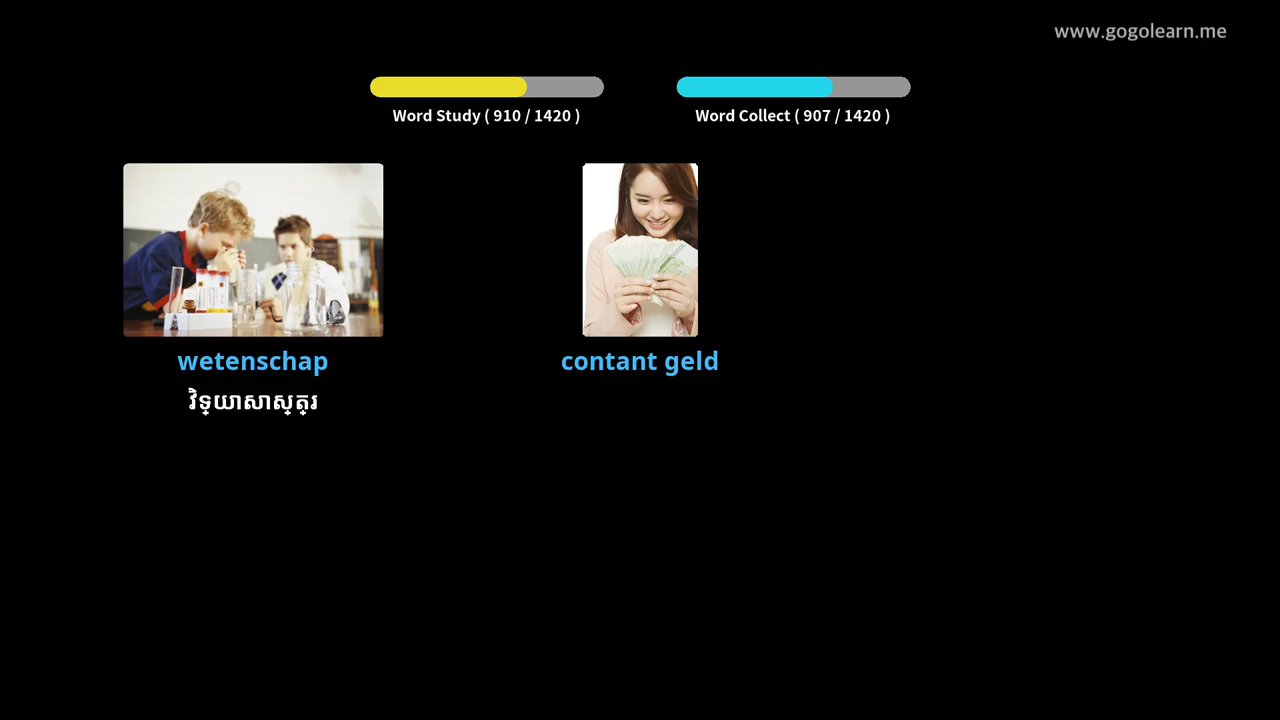 www.gogolearn.me
Word Study ( 910 / 1420 )
Word Collect ( 907 / 1420 )
wetenschap
contant geld
វិទ្យាសាស្ត្រ